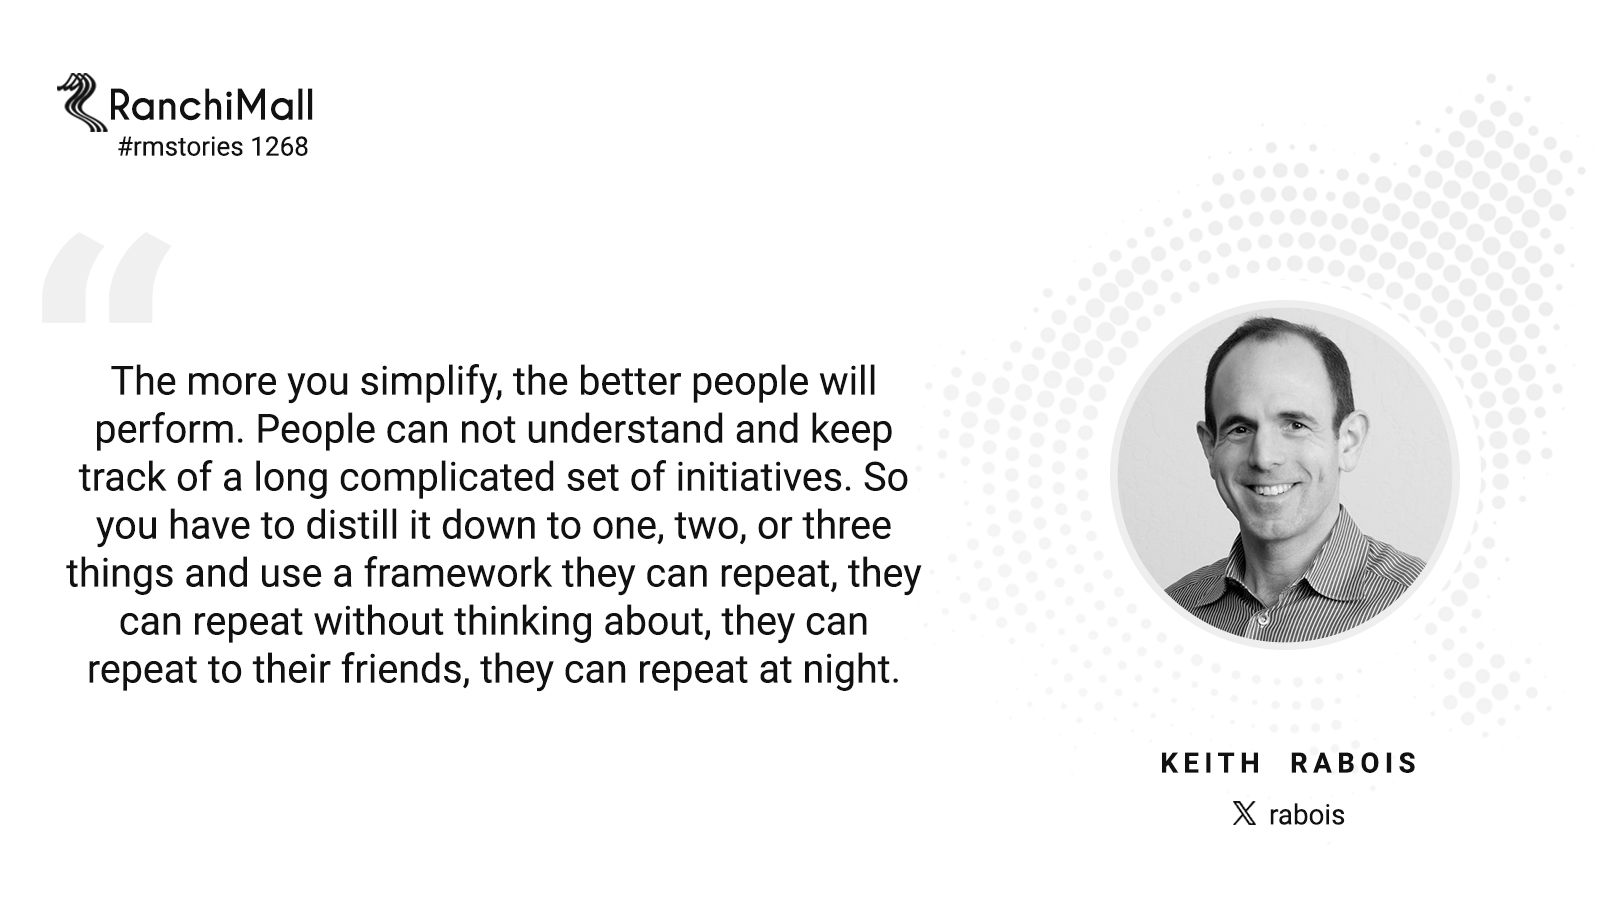 RanchiMall
#rmstories 1268
“
The more you simplify, the better people will
perform. People can not understand and keep
track of a long complicated set of initiatives. So
you have to distill it down to one, two, or three
things and use a framework they can repeat, they
can repeat without thinking about, they can
repeat to their friends, they can repeat at night.
KEITH RABOIS
𝕏 rabois